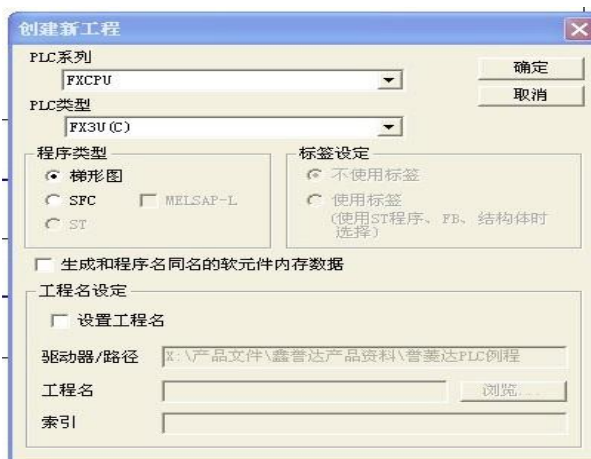 创建新工程
PLC系列
FXCPU
确定
取消
PLC类型
FX3U(C)
程序类型
梯形图
SFC
MELSAP-L
ST
标签设定
不使用标签
使用标签
(使用ST程序、FB、结构体时
选择)
生成和程序名同名的软元件内存数据
工程名设定
设置工程名
驱动器/路径
X:\产品文件\鑫誉达产品资料\誉菱达PLC例程
工程名
浏览...
索引